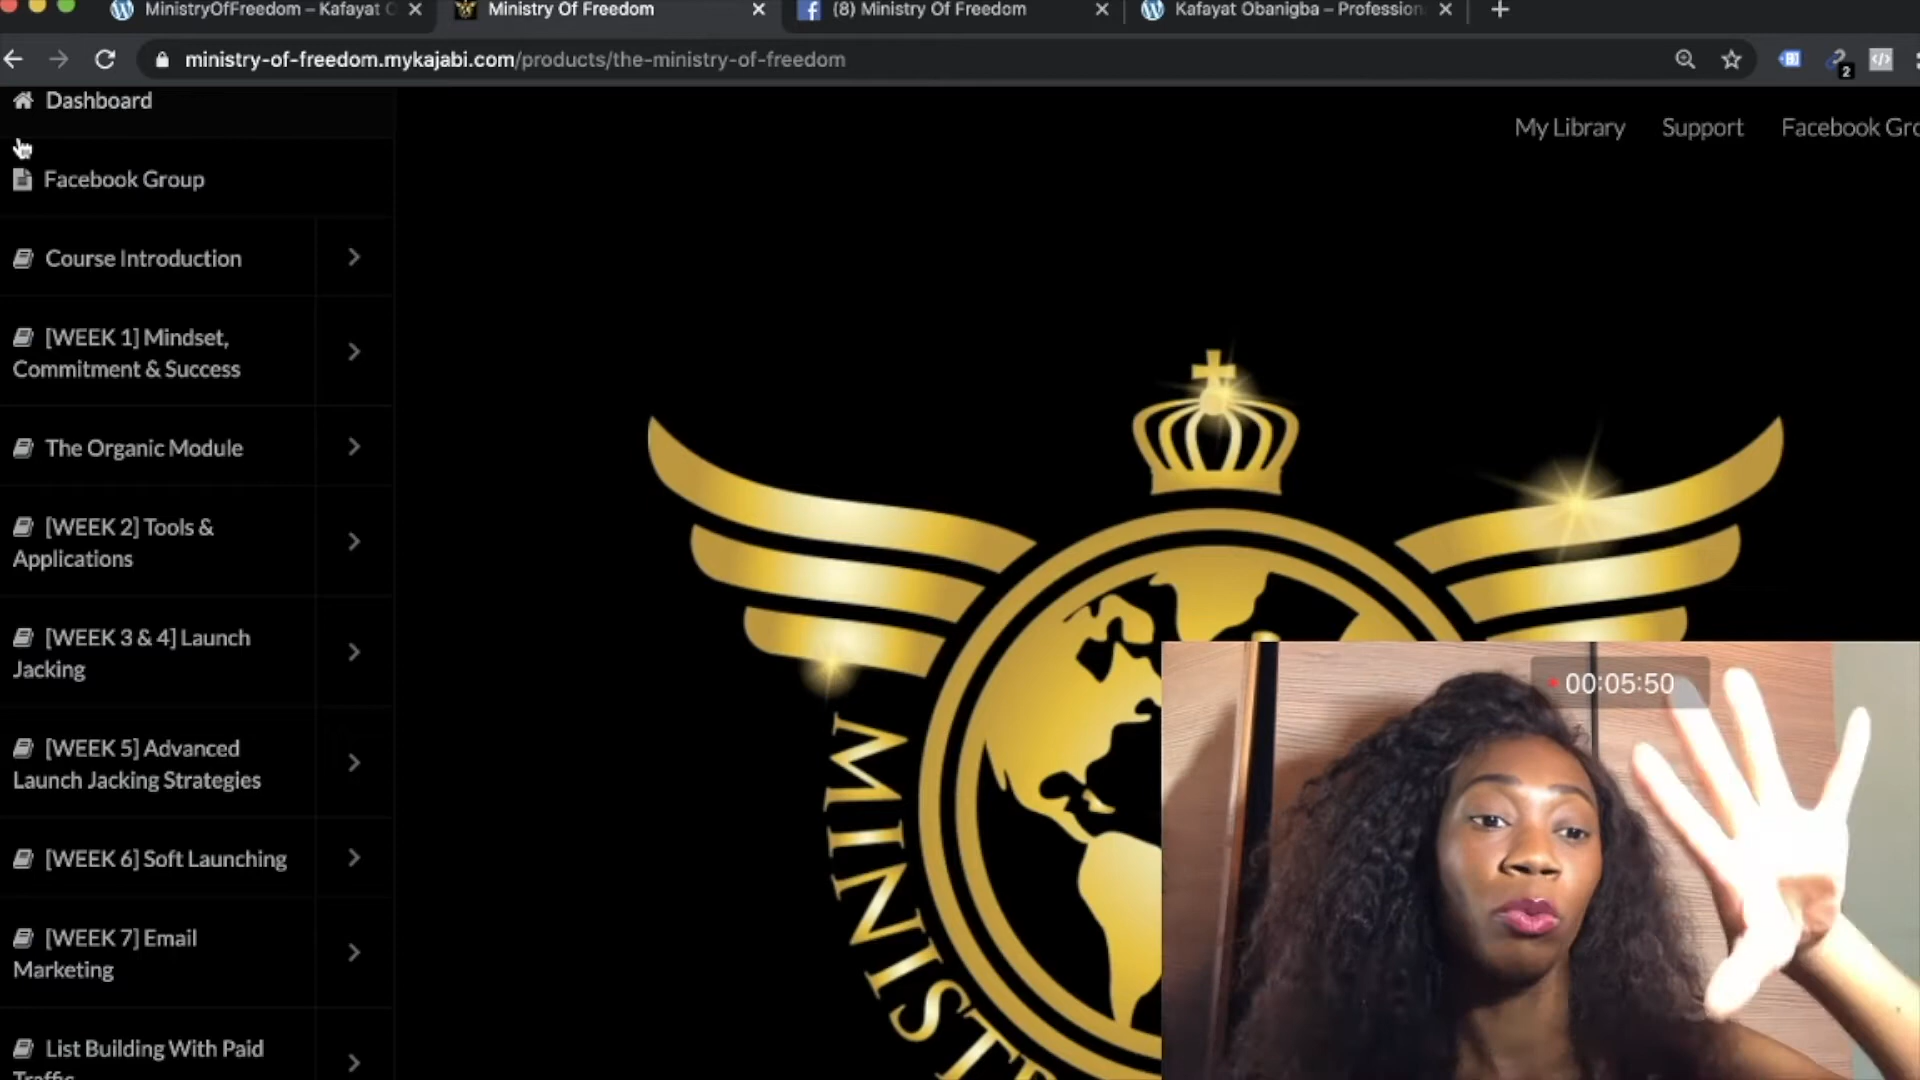 MinistryOfFreedom – Kafayat O
Ministry Of Freedom
(8) Ministry Of Freedom
Kafayat Obanigba – Profession
ministry-of-freedom.mykajabi.com/products/the-ministry-of-freedom
2
Dashboard
My Library
Support
Facebook Gro
Facebook Group
Course Introduction
[WEEK 1] Mindset,
Commitment & Success
The Organic Module
[WEEK 2] Tools &
Applications
[WEEK 3 & 4] Launch
Jacking
[WEEK 5] Advanced
Launch Jacking Strategies
[WEEK 6] Soft Launching
[WEEK 7] Email
Marketing
List Building With Paid
Traffic
MINIST
00:05:50